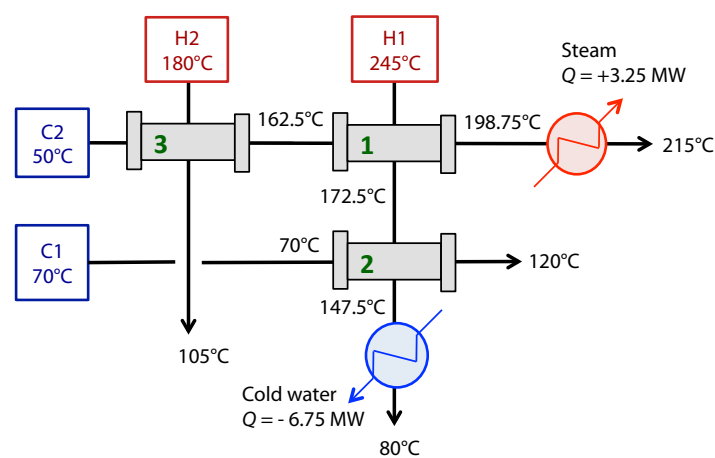 H2
180°C
H1
245°C
Steam
Q = +3.25 MW
C2
50°C
3
162.5°C
1
198.75°C
215°C
172.5°C
C1
70°C
70°C
2
120°C
147.5°C
105°C
Cold water
Q = - 6.75 MW
80°C